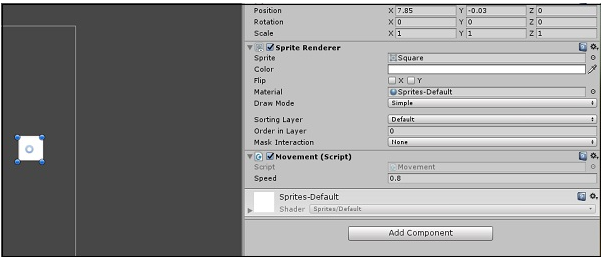 Position X 7.85 Y -0.03 Z 0
Rotation X 0 Y 0 Z 0
Scale X 1 Y 1 Z 1
Sprite Renderer
Sprite Square
Color
Flip X Y
Material Sprites-Default
Draw Mode Simple
Sorting Layer Default
Order in Layer 0
Mask Interaction None
Movement (Script)
Script Movement
Speed 0.8
Sprites-Default
Shader Sprites/Default
Add Component